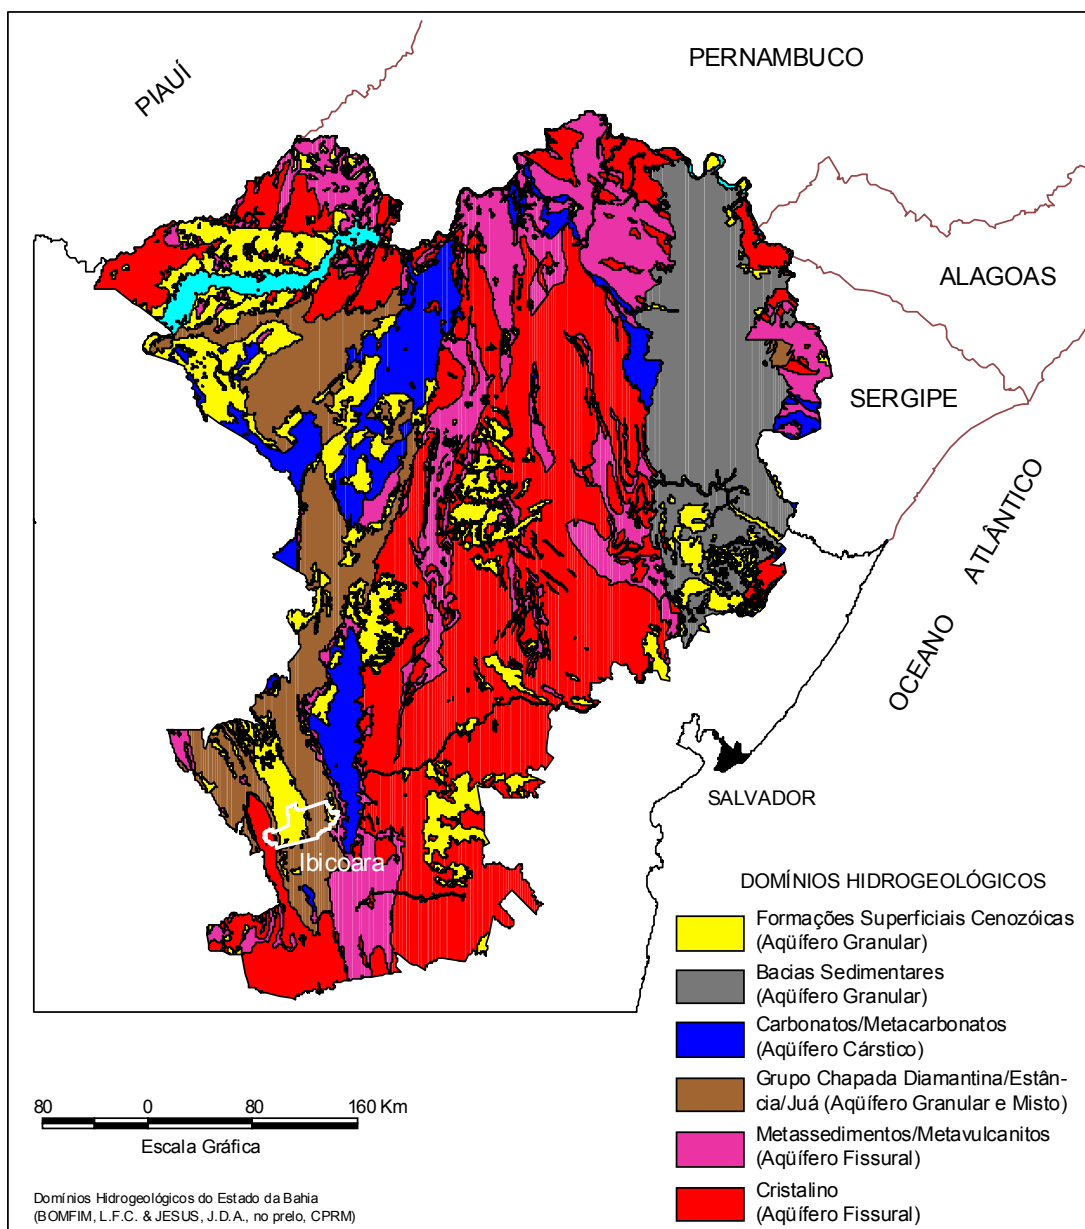 PERNAMBUCO
PIAUÍ
ALAGOAS
SERGIPE
OCEANO ATLÂNTICO
SALVADOR
Ibicoara
DOMÍNIOS HIDROGEOLÓGICOS
Formações Superficiais Cenozóicas
(Aqüífero Granular)
Bacias Sedimentares
(Aqüífero Granular)
Carbonatos/Metacarbonatos
(Aqüífero Cárstico)
Grupo Chapada Diamantina/Estân-
cia/Juá (Aqüífero Granular e Misto)
Metassedimentos/Metavulcanitos
(Aqüífero Fissural)
Cristalino
(Aqüífero Fissural)
80 0 80 160 Km
Escala Gráfica
Domínios Hidrogeológicos do Estado da Bahia
(BOMFIM, L.F.C. & JESUS, J.D.A., no prelo, CPRM)